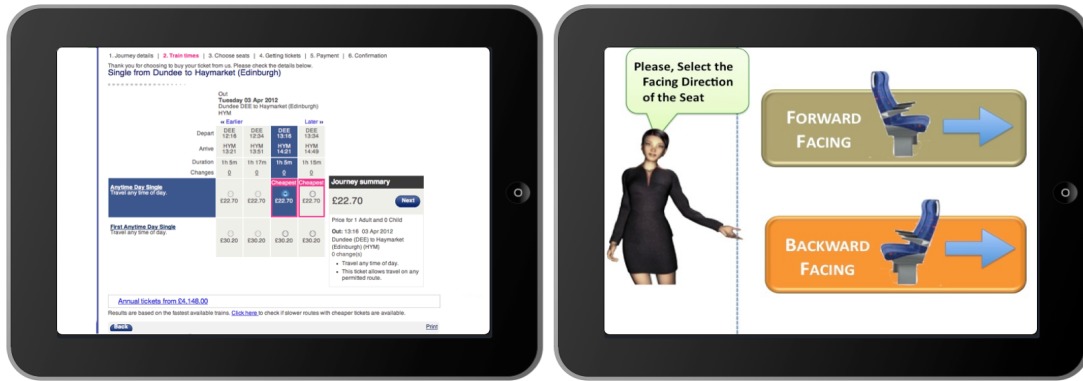 1. Journey details | 2. Train times | 3. Choose seats | 4. Getting tickets | 5. Payment | 6. Confirmation
Thank you for choosing to buy your ticket from us. Please check the details below.
Single from Dundee to Haymarket (Edinburgh)
Out
Tuesday 03 Apr 2012
Dundee DEE to Haymarket (Edinburgh)
HYM
« Earlier Later »
Depart DEE 12:16 DEE 12:34 DEE 13:16 DEE 13:34
Arrive HYM 13:21 HYM 13:51 HYM 14:21 HYM 14:49
Duration 1h 5m 1h 17m 1h 5m 1h 15m
Changes 0 0 0 0
Cheapest Cheapest
Anytime Day Single
Travel any time of day.
£22.70 £22.70 £22.70 £22.70
First Anytime Day Single
Travel any time of day.
£30.20 £30.20 £30.20 £30.20
Journey summary
£22.70 Next
Price for 1 Adult and 0 Child
Out: 13:16 03 Apr 2012
Dundee (DEE) to Haymarket
(Edinburgh) (HYM)
0 change(s)
• Travel any time of day.
• This ticket allows travel on any
permitted route.
Annual tickets from £4,148.00
Results are based on the fastest available trains. Click here to check if slower routes with cheaper tickets are available.
Back Print
Please, Select the
Facing Direction
of the Seat
FORWARD
FACING
BACKWARD
FACING